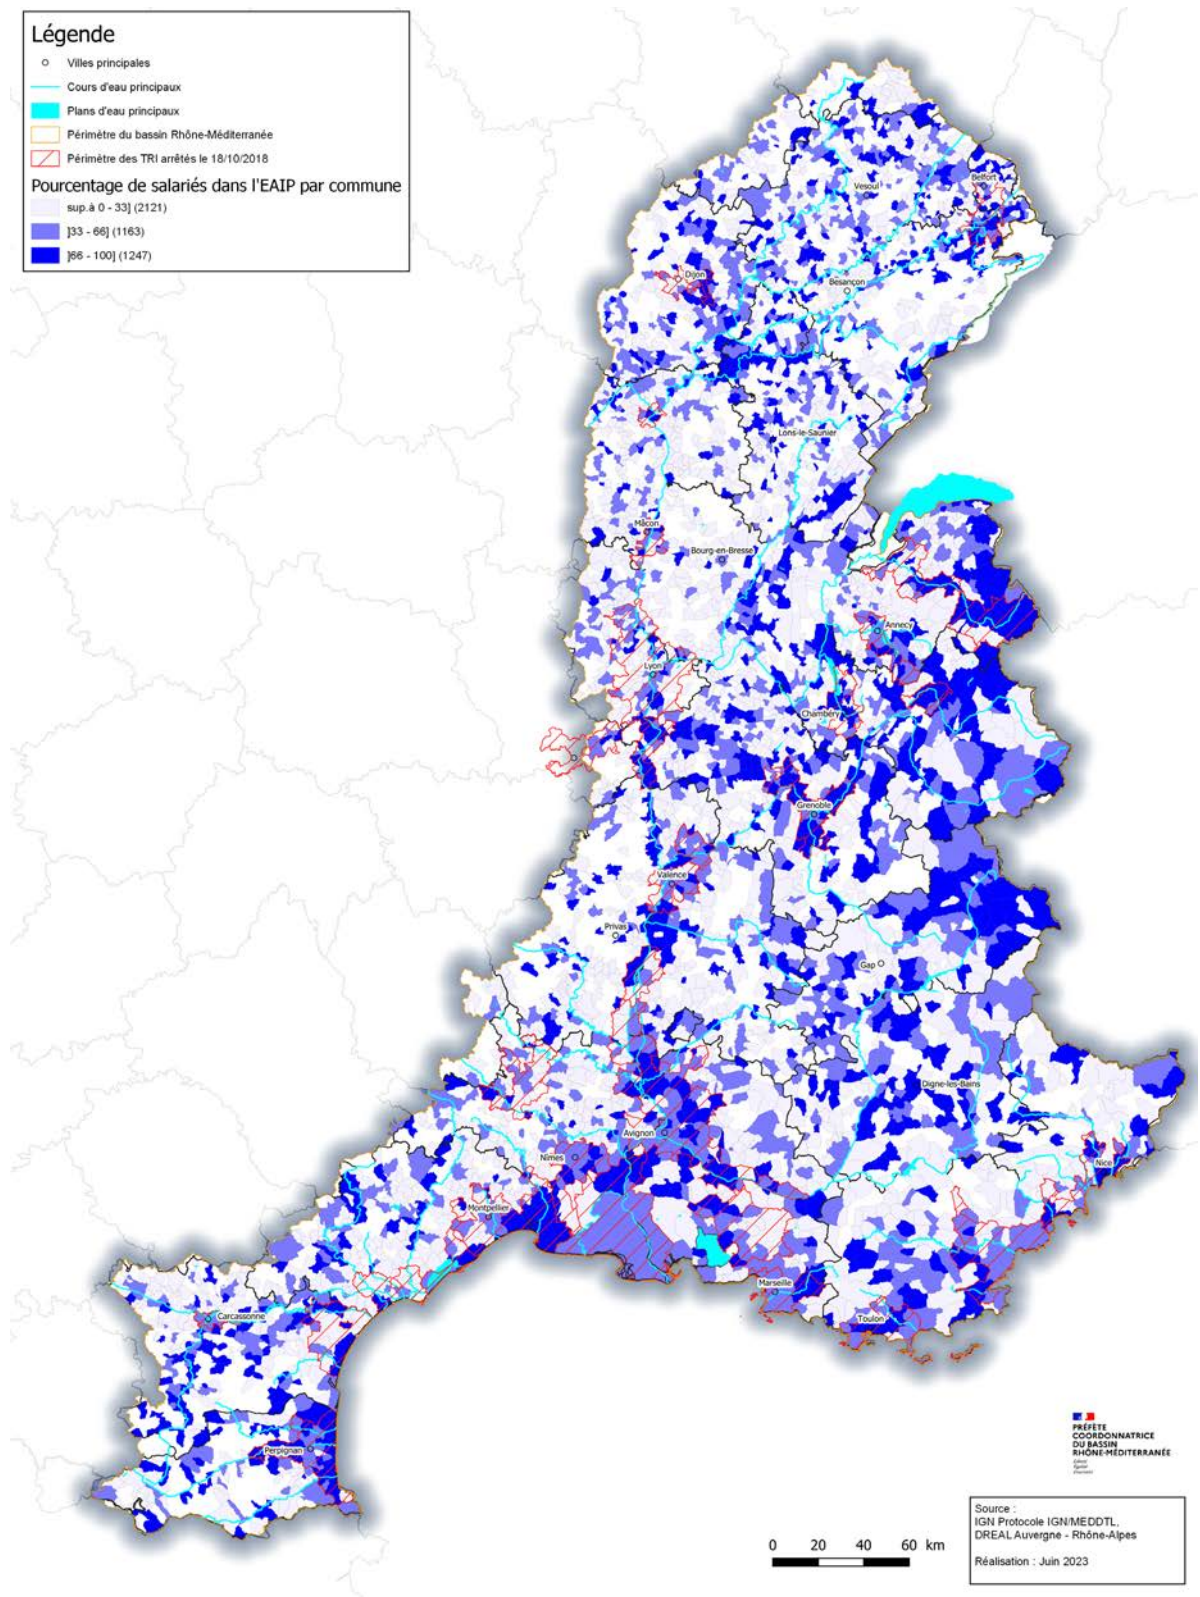 Légende
Villes principales
Cours d'eau principaux
Plans d'eau principaux
Périmètre du bassin Rhône-Méditerranée
Périmètre des TRI arrêtés le 18/10/2018
Pourcentage de salariés dans l'EAIP par commune
sup.à 0 - 33] (2121)
]33 - 66] (1163)
]66 - 100] (1247)
Belfort
Vesoul
Dijon
Besançon
Lons-le-Saunier
Mâcon
Bourg-en-Bresse
Annecy
Lyon
Chambéry
Grenoble
Valence
Privas
Gap
Digne-les-Bains
Avignon
Nîmes
Nice
Montpellier
Marseille
Carcassonne
Toulon
Perpignan
PRÉFÈTE
COORDONNATRICE
DU BASSIN
RHÔNE-MÉDITERRANÉE
Liberté
Égalité
Fraternité
Source :
IGN Protocole IGN/MEDDTL,
DREAL Auvergne - Rhône-Alpes
Réalisation : Juin 2023
0 20 40 60 km